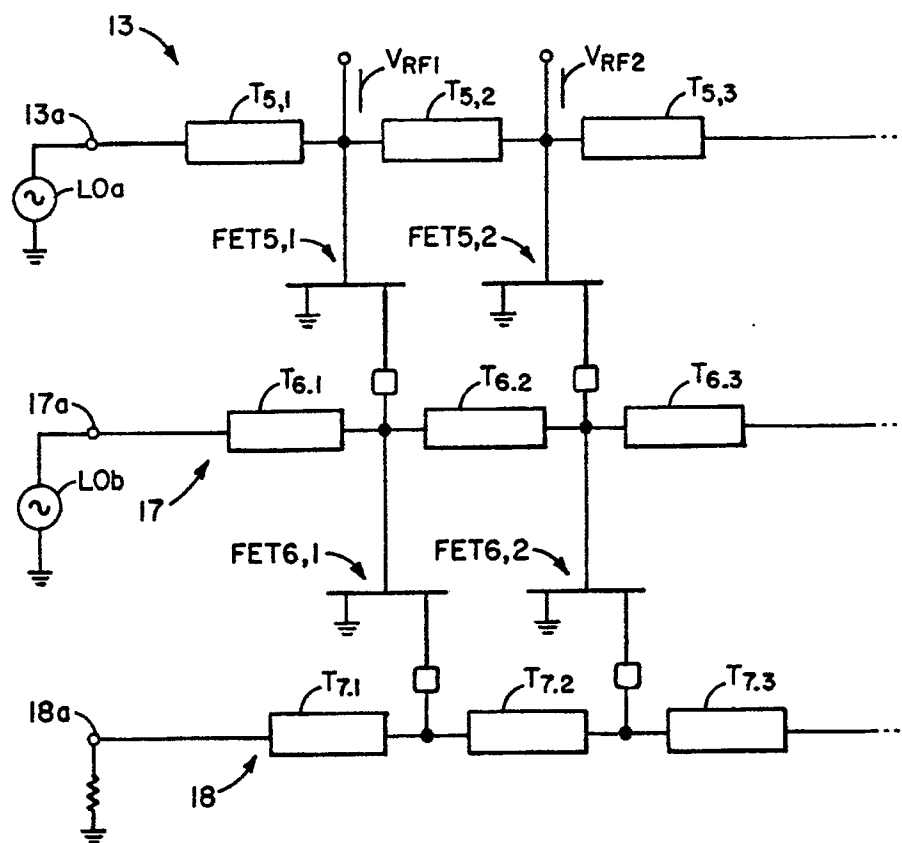 13
VRF1
VRF2
T5,1
T5,2
T5,3
13a
LOa
FET5,1
FET5,2
T6.1
T6.2
T6.3
17a
LOb
17
FET6,1
FET6,2
T7.1
T7.2
T7.3
18a
18